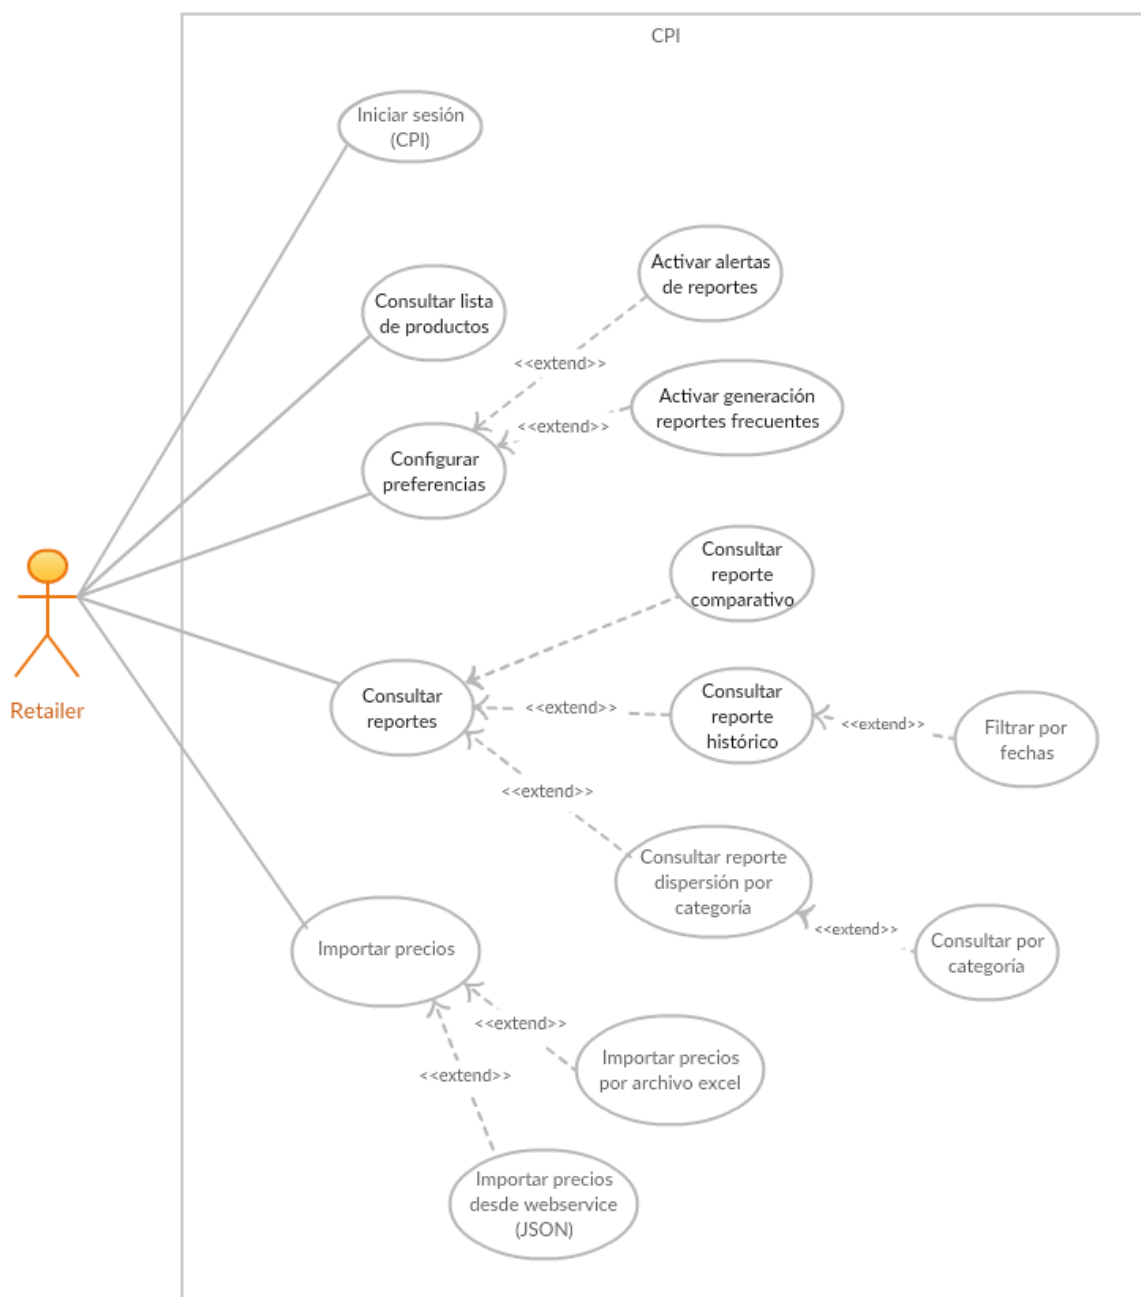 CPI
Iniciar sesión
(CPI)
Activar alertas
de reportes
Consultar lista
de productos
<<extend>>
Activar generación
reportes frecuentes
<<extend>>
Configurar
preferencias
Consultar
reporte
comparativo
Retailer
Consultar
reportes
<<extend>>
Consultar
reporte
histórico
<<extend>>
Filtrar por
fechas
<<extend>>
Consultar reporte
dispersión por
categoría
<<extend>>
Consultar por
categoría
Importar precios
<<extend>>
Importar precios
por archivo excel
<<extend>>
Importar precios
desde webservice
(JSON)